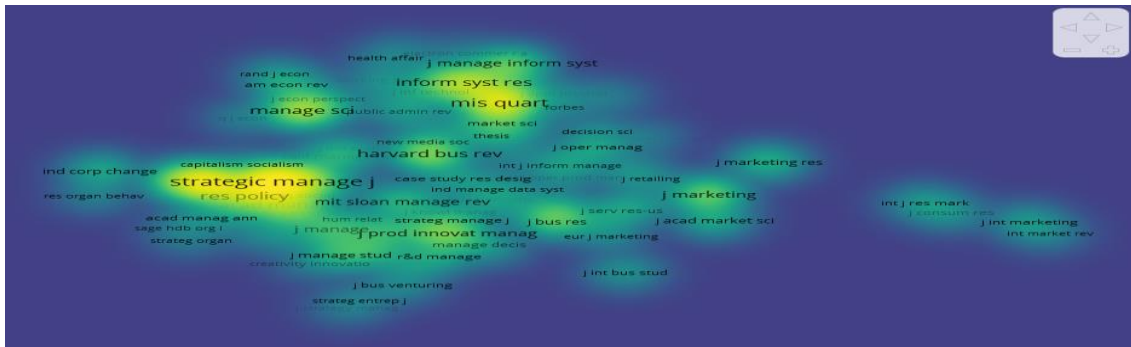 health affair
j manage inform syst
rand j econ
am econ rev
inform syst res
j econ perspect
mis quart
forbes
manage sci
public admin rev
market sci
thesis
decision sci
new media soc
j oper manag
harvard bus rev
int j inform manage
j marketing res
capitalism socialism
ind corp change
strategic manage j
case study res desig
j retailing
ind manage data syst
res organ behav
res policy
mit sloan manage rev
j marketing
int j res mark
j consum res
acad manag ann
hum relat
strateg manage j
j serv res-us
j bus res
j acad market sci
j int marketing
sage hdb org i
j manage
j prod innovat manag
eur j marketing
int market rev
strateg organ
manage decis
j manage stud
r&d manage
creativity innovatio
j int bus stud
j bus venturing
strateg entrep j